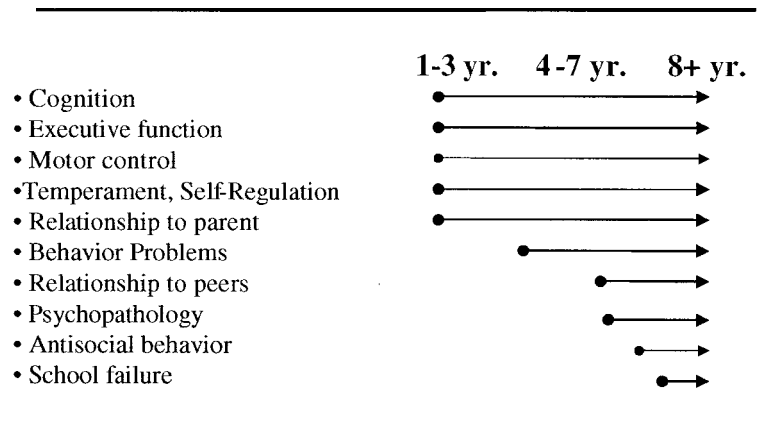 1-3 yr. 4-7 yr. 8+ yr.
• Cognition
• Executive function
• Motor control
•Temperament, Self-Regulation
• Relationship to parent
• Behavior Problems
• Relationship to peers
• Psychopathology
• Antisocial behavior
• School failure